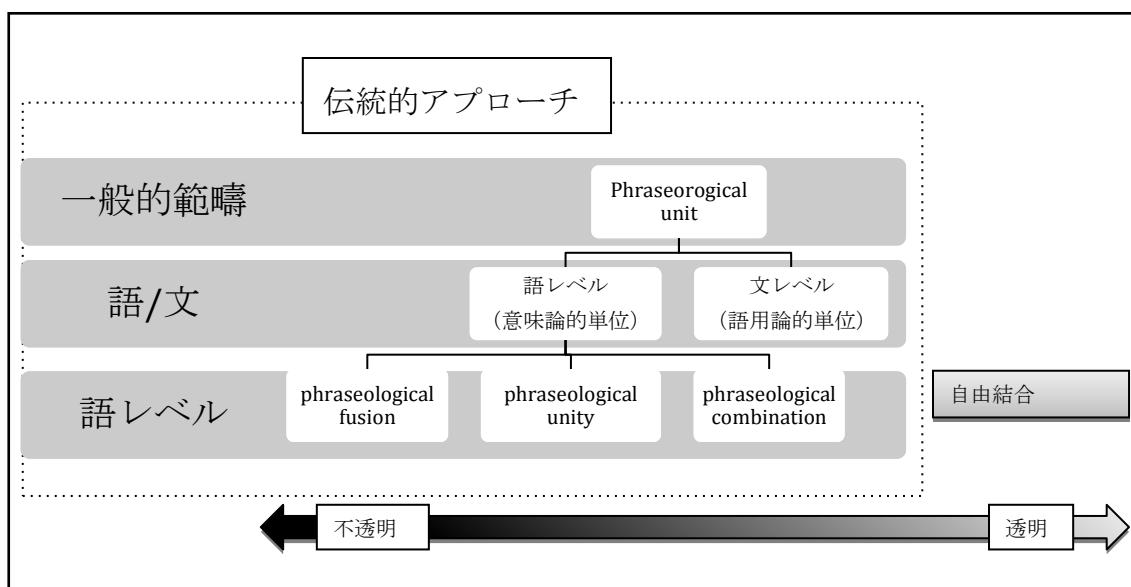 伝統的アプローチ
一般的範疇
Phraseorogical
unit
語/文
語レベル
（意味論的単位）
文レベル
（語用論的単位）
語レベル
phraseological
fusion
phraseological
unity
phraseological
combination
自由結合
不透明
透明